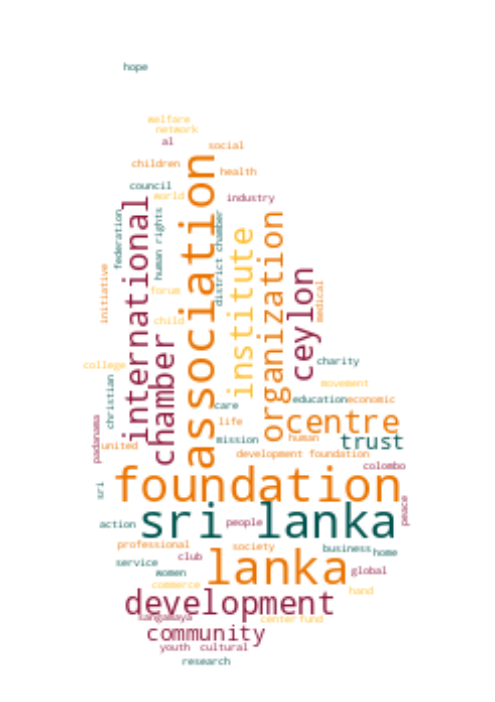 hope
welfare
network
al
social
children
health
council
world
industry
association
international
federation
human rights
district chamber
institute
organization
ceylon
medical
initiative
forum
child
chamber
charity
college
movement
christian
care
education
economic
life
centre
padanama
united
mission
human
trust
development foundation
colombo
foundation
sri
peace
action
people
sri lanka
professional
society
business
home
club
service
women
lanka
global
commerce
hand
development
sangamaya
center
fund
community
youth
cultural
research